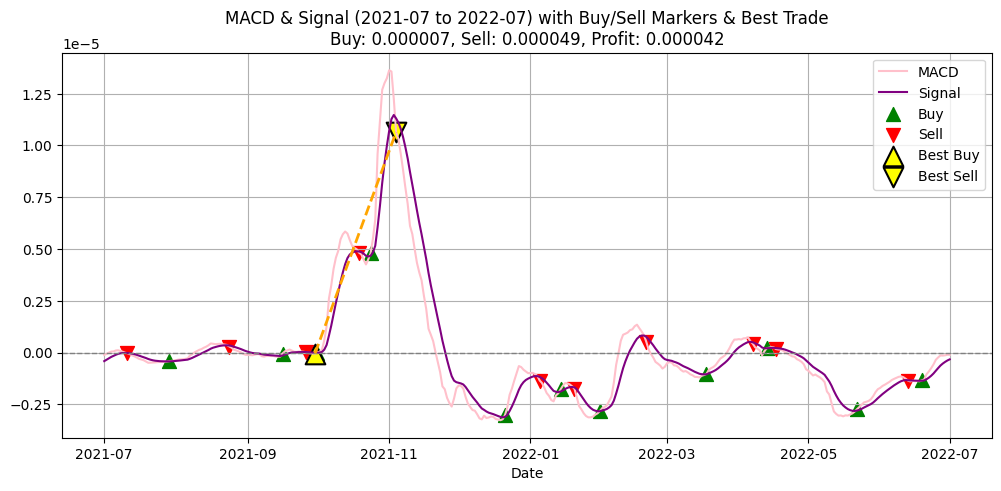 MACD & Signal (2021-07 to 2022-07) with Buy/Sell Markers & Best Trade
Buy: 0.000007, Sell: 0.000049, Profit: 0.000042
1e−5
MACD
Signal
Buy
Sell
Best Buy
Best Sell
1.25
1.00
0.75
0.50
0.25
0.00
−0.25
2021-07
2021-09
2021-11
2022-01
2022-03
2022-05
2022-07
Date